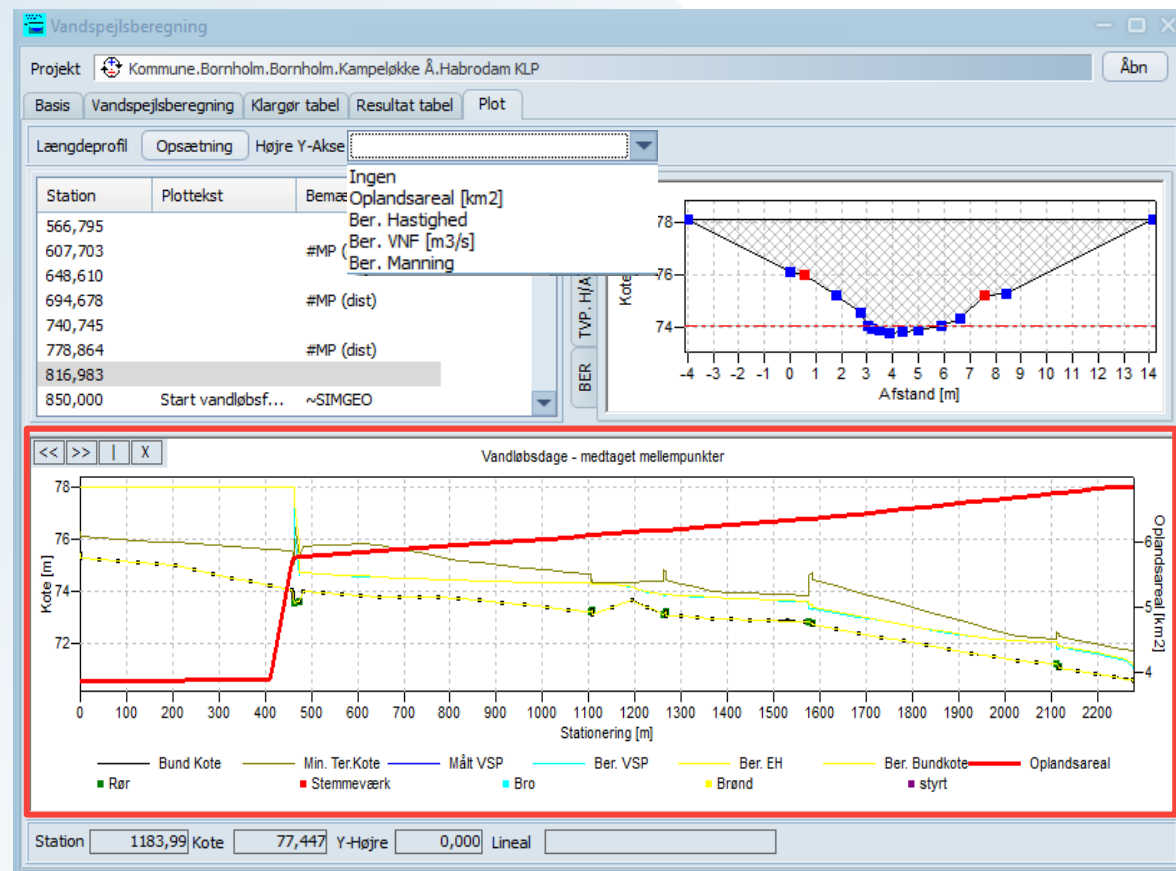 Vandspejlsberegning
Projekt Kommune.Bornholm.Bornholm.Kampeløkke Å.Habrodam KLP Åbn
Basis Vandspejlsberegning Klargør tabel Resultat tabel Plot
Længdeprofil Opsætning Højre Y-Akse
Ingen
Oplandsareal [km2]
Ber. Hastighed
Ber. VNF [m3/s]
Ber. Manning
Station Plottekst
566,795
607,703 #MP
648,610
694,678 #MP (dist)
740,745
778,864 #MP (dist)
816,983
850,000 Start vandløbsf... ~SIMGEO
TVP. H/A
BER
Kote
78
76
74
-4 -3 -2 -1 0 1 2 3 4 5 6 7 8 9 10 11 12 13 14
Afstand [m]
<< >> | X
Vandløbsdage - medtaget mellempunkter
Kote [m]
78
76
74
72
Oplandsareal [km2]
6
5
4
0 100 200 300 400 500 600 700 800 900 1000 1100 1200 1300 1400 1500 1600 1700 1800 1900 2000 2100 2200
Stationering [m]
Bund Kote Min. Ter.Kote Målt VSP Ber. VSP Ber. EH Ber. Bundkote Oplandsareal
Rør Stemmeværk Bro Brønd styrt
Station 1183,99 Kote 77,447 Y-Højre 0,000 Lineal